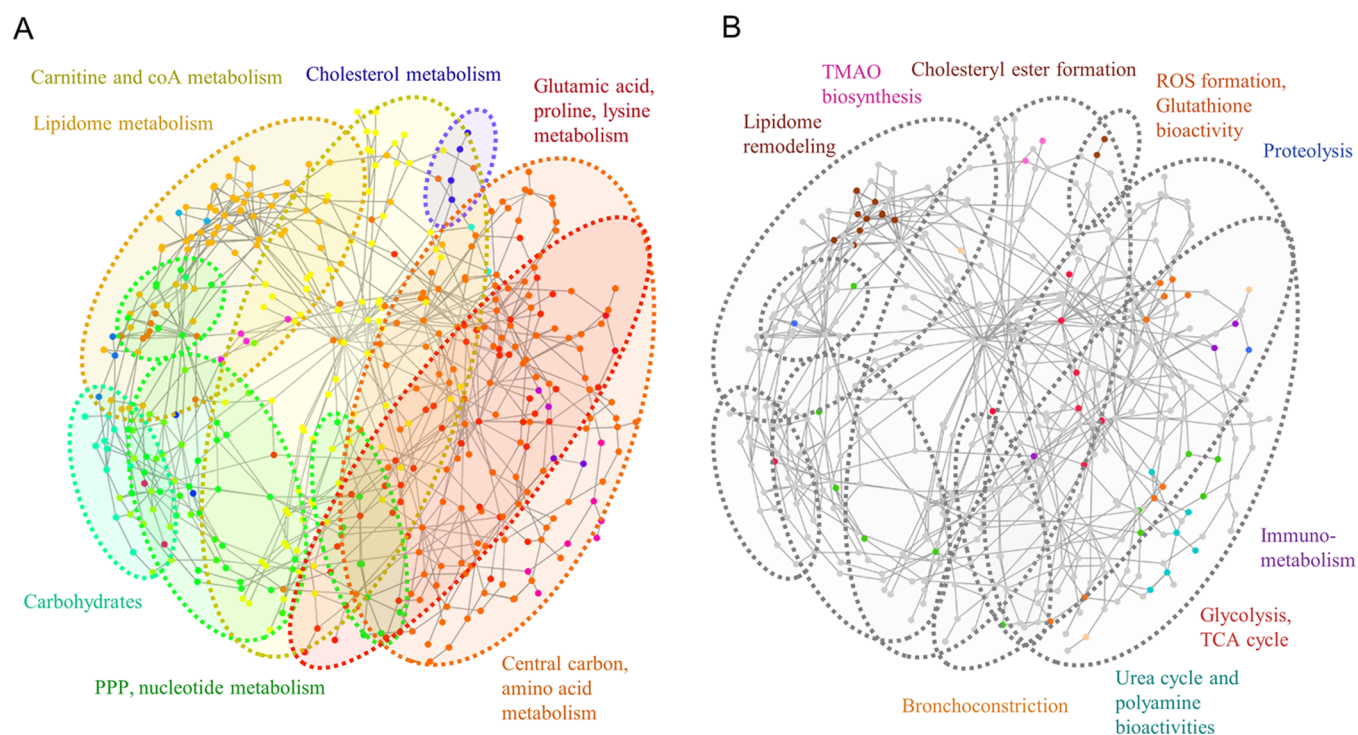 A
B
Carnitine and coA metabolism
Cholesterol metabolism
Glutamic acid,
proline, lysine
metabolism
Lipidome metabolism
Carbohydrates
PPP, nucleotide metabolism
Central carbon,
amino acid
metabolism
TMAO
biosynthesis
Cholesteryl ester formation
ROS formation,
Glutathione
bioactivity
Lipidome
remodeling
Proteolysis
Immuno-
metabolism
Glycolysis,
TCA cycle
Urea cycle and
polyamine
bioactivities
Bronchoconstriction